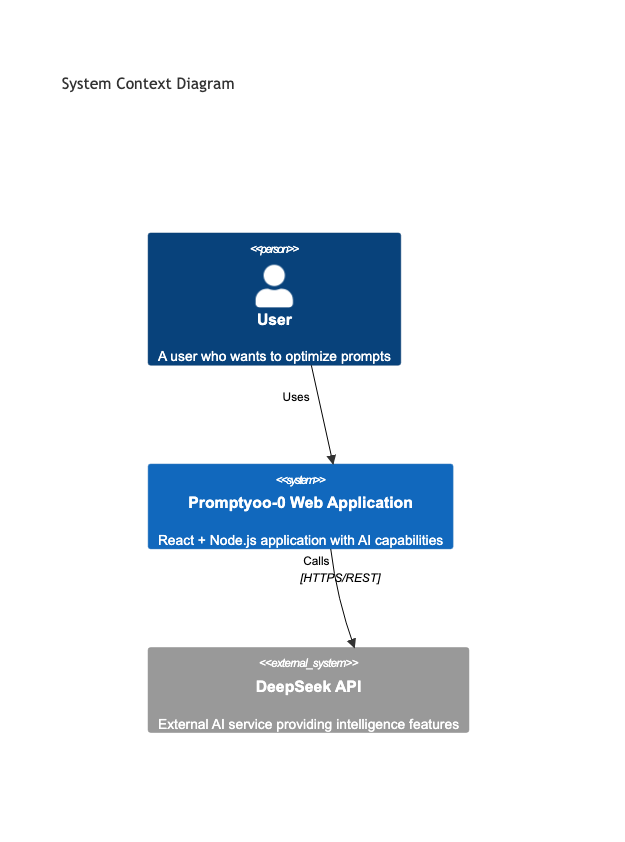 System Context Diagram
<<person>>
User
A user who wants to optimize prompts
Uses
<<system>>
Promptyoo-0 Web Application
React + Node.js application with AI capabilities
Calls
[HTTPS/REST]
<<external_system>>
DeepSeek API
External AI service providing intelligence features